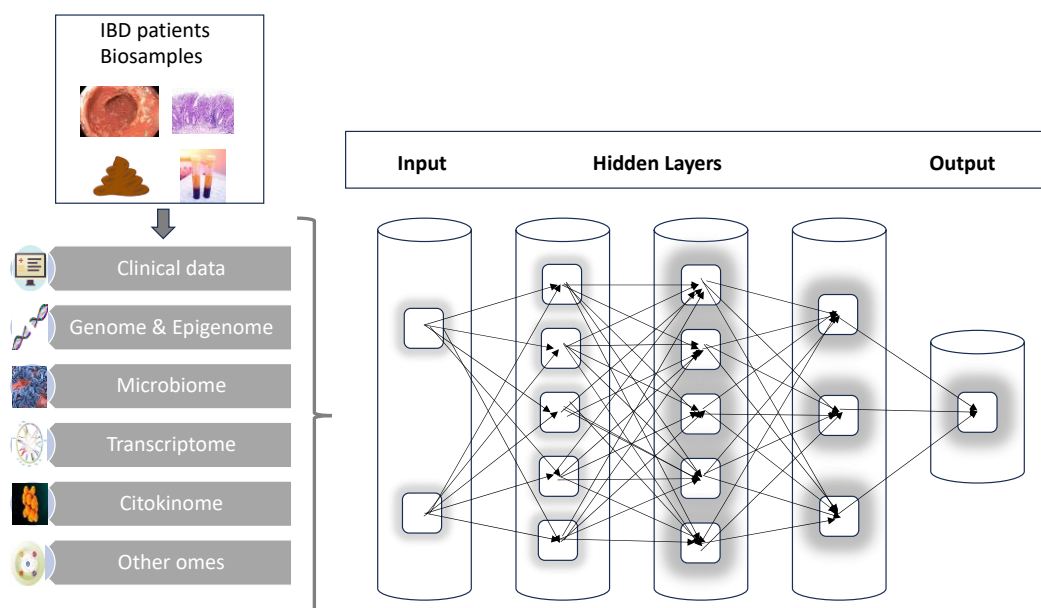 IBD patients
Biosamples
Input
Hidden Layers
Output
Clinical data
Genome & Epigenome
Microbiome
Transcriptome
Citokinome
Other omes